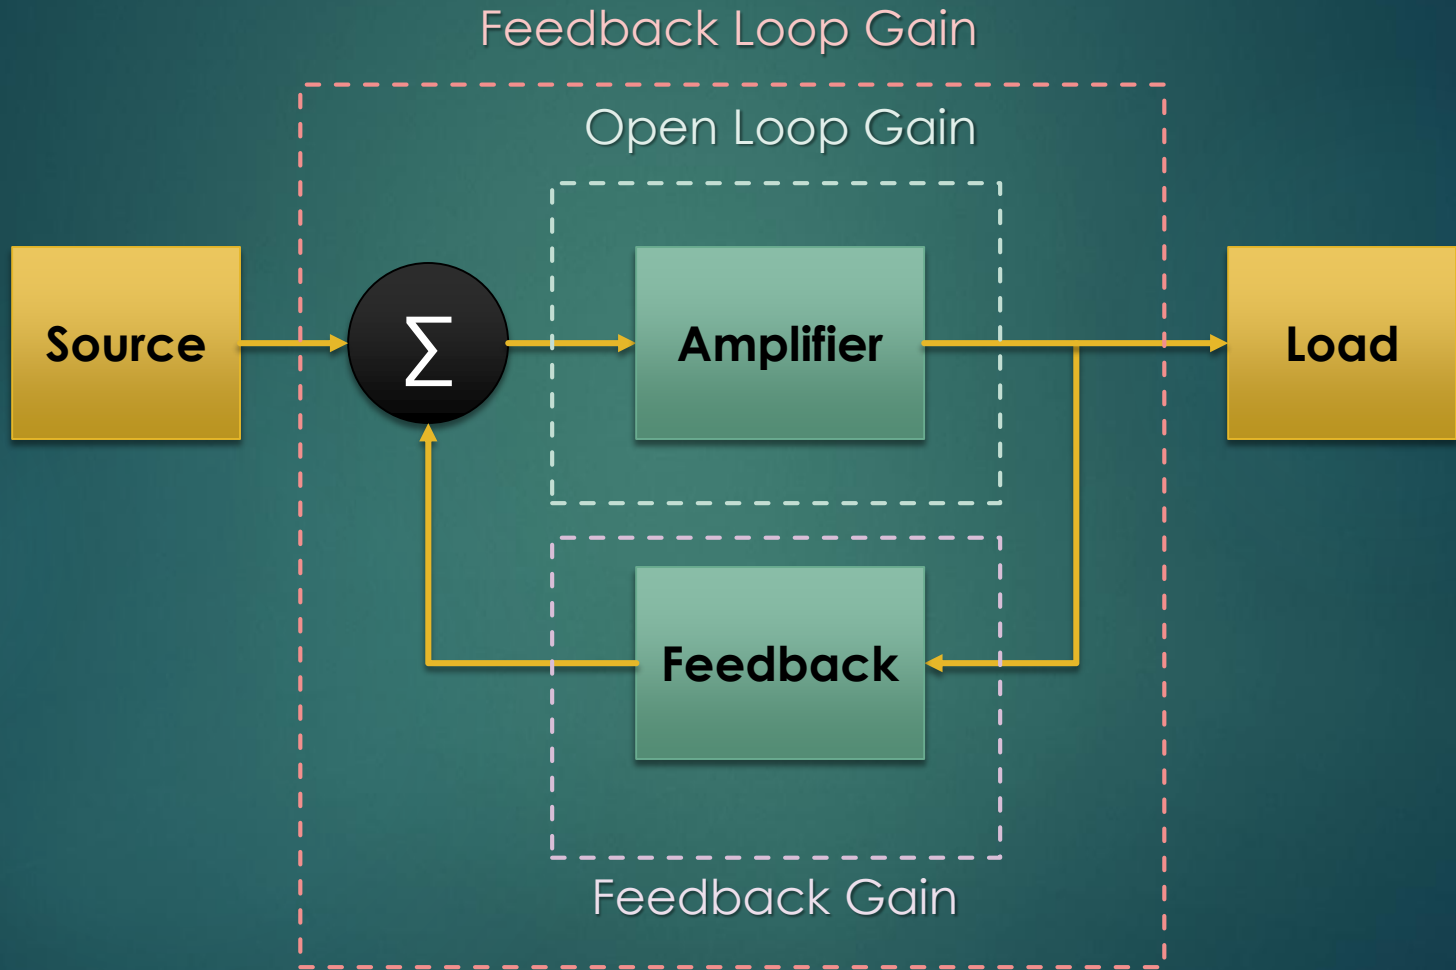 Feedback Loop Gain
Open Loop Gain
Source
∑
Amplifier
Load
Feedback
Feedback Gain